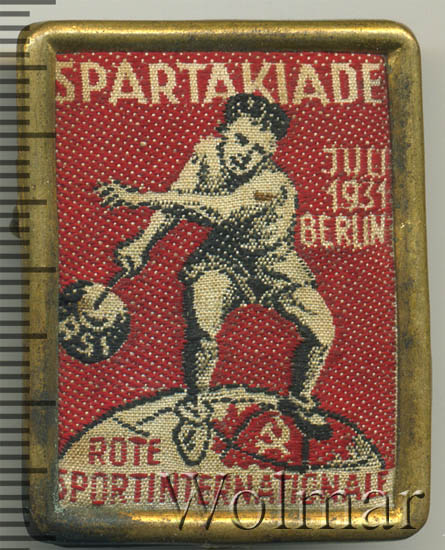 SPARTAKIADE
JULI
1931
BERLIN
RSI
ROTE
SPORTINTERNATIONALE
Wolmar